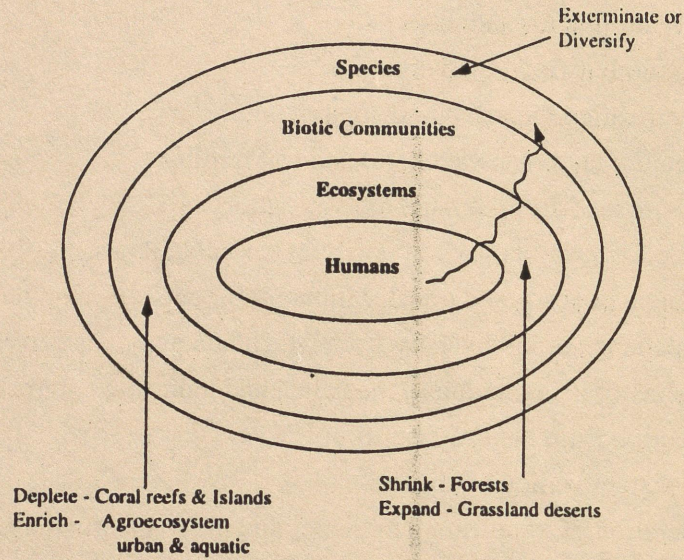 Exterminate or
Diversify
Species
Biotic Communities
Ecosystems
Humans
Deplete - Coral reefs & Islands
Enrich - Agroecosystem
urban & aquatic
Shrink - Forests
Expand - Grassland deserts